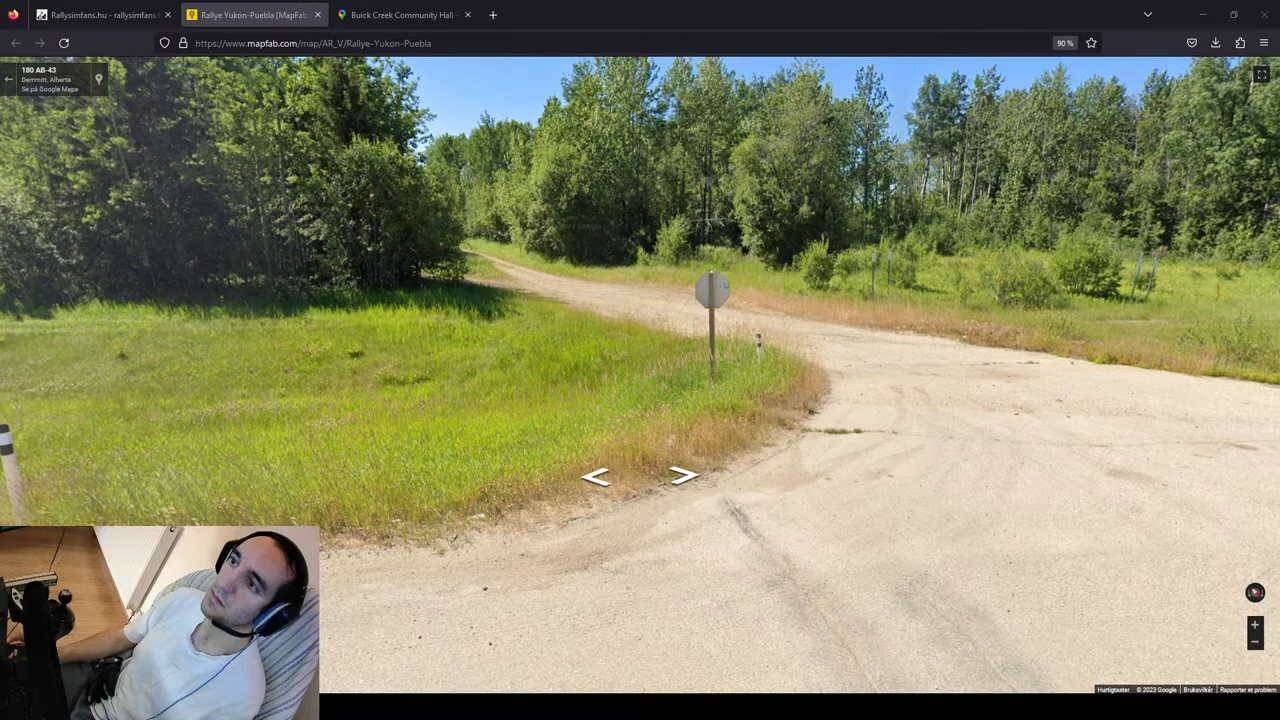 Rallysimfans.hu - rallysimfans.h
Rallye Yukon-Puebla [MapFab
Buick Creek Community Hall -
https://www.mapfab.com/map/AR_V/Rallye-Yukon-Puebla
90 %
180 AB-43
Demmitt, Alberta
Se på Google Maps
Hurtigtaster
© 2023 Google
Bruksvilkår
Rapporter et problem